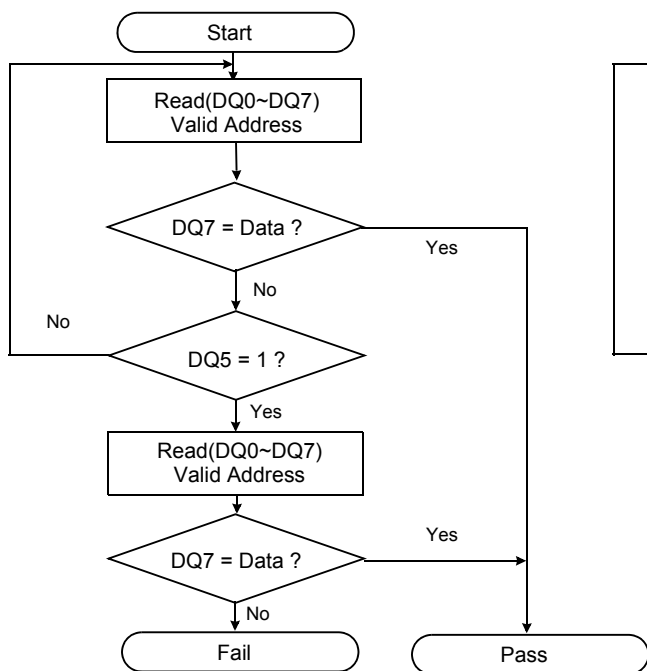 Start
Read(DQ0~DQ7)
Valid Address
DQ7 = Data ?
Yes
No
No
DQ5 = 1 ?
Yes
Read(DQ0~DQ7)
Valid Address
DQ7 = Data ?
Yes
No
Fail
Pass